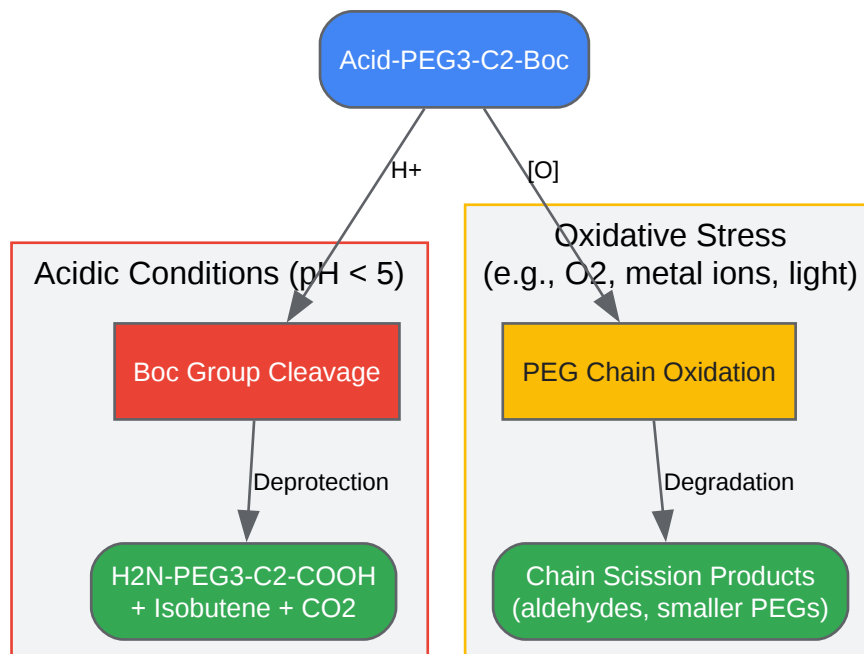 Acid-PEG3-C2-Boc
H+
[O]
Acidic Conditions (pH < 5)
Oxidative Stress
(e.g., O2, metal ions, light)
Boc Group Cleavage
PEG Chain Oxidation
Deprotection
Degradation
H2N-PEG3-C2-COOH
+ Isobutene + CO2
Chain Scission Products
(aldehydes, smaller PEGs)